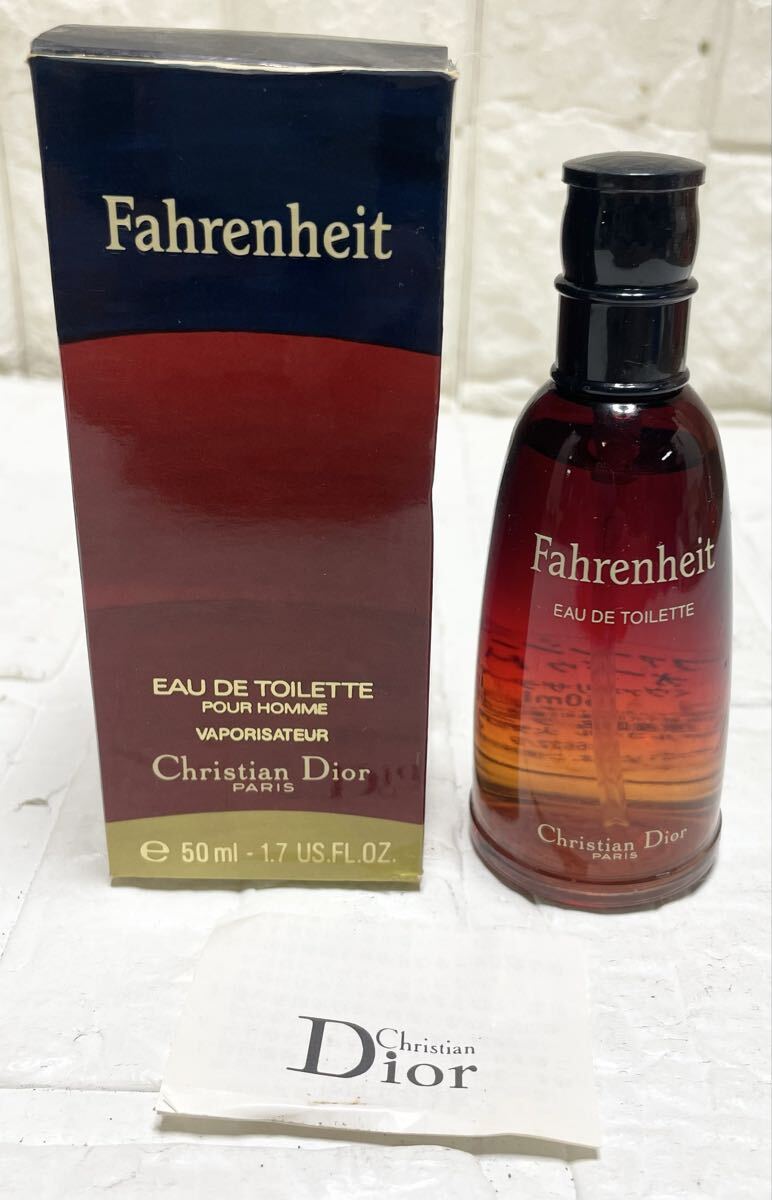 Fahrenheit
EAU DE TOILETTE
POUR HOMME
VAPORISATEUR
Christian Dior
PARIS
e 50 ml - 1.7 US.FL.OZ.
Fahrenheit
EAU DE TOILETTE
Christian Dior
PARIS
Christian
Dior